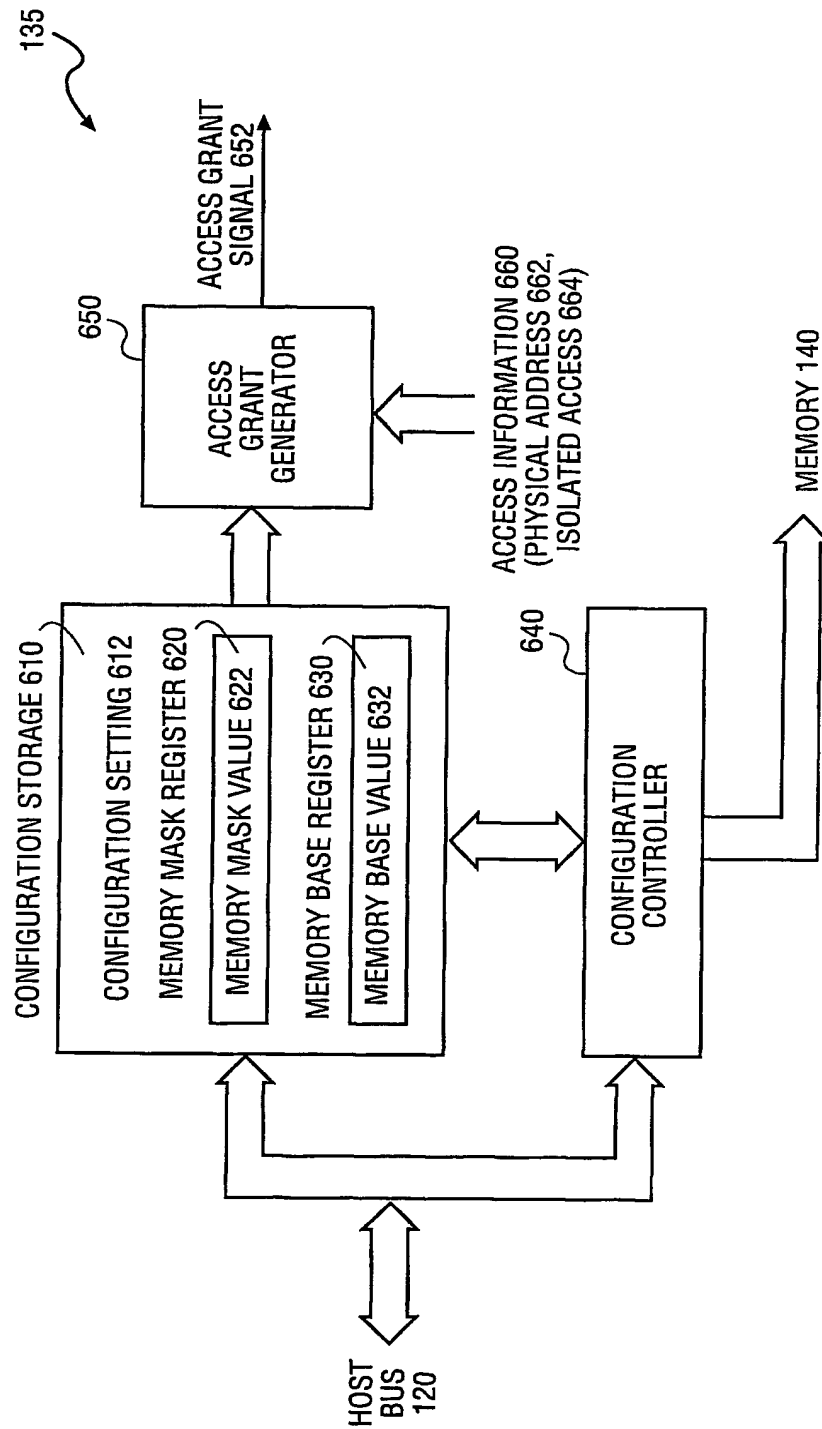 135
CONFIGURATION STORAGE 610
CONFIGURATION SETTING 612
MEMORY MASK REGISTER 620
MEMORY MASK VALUE 622
MEMORY BASE REGISTER 630
MEMORY BASE VALUE 632
650
ACCESS
GRANT
GENERATOR
ACCESS GRANT
SIGNAL 652
ACCESS INFORMATION 660
(PHYSICAL ADDRESS 662,
ISOLATED ACCESS 664)
HOST
BUS
120
640
CONFIGURATION
CONTROLLER
MEMORY 140